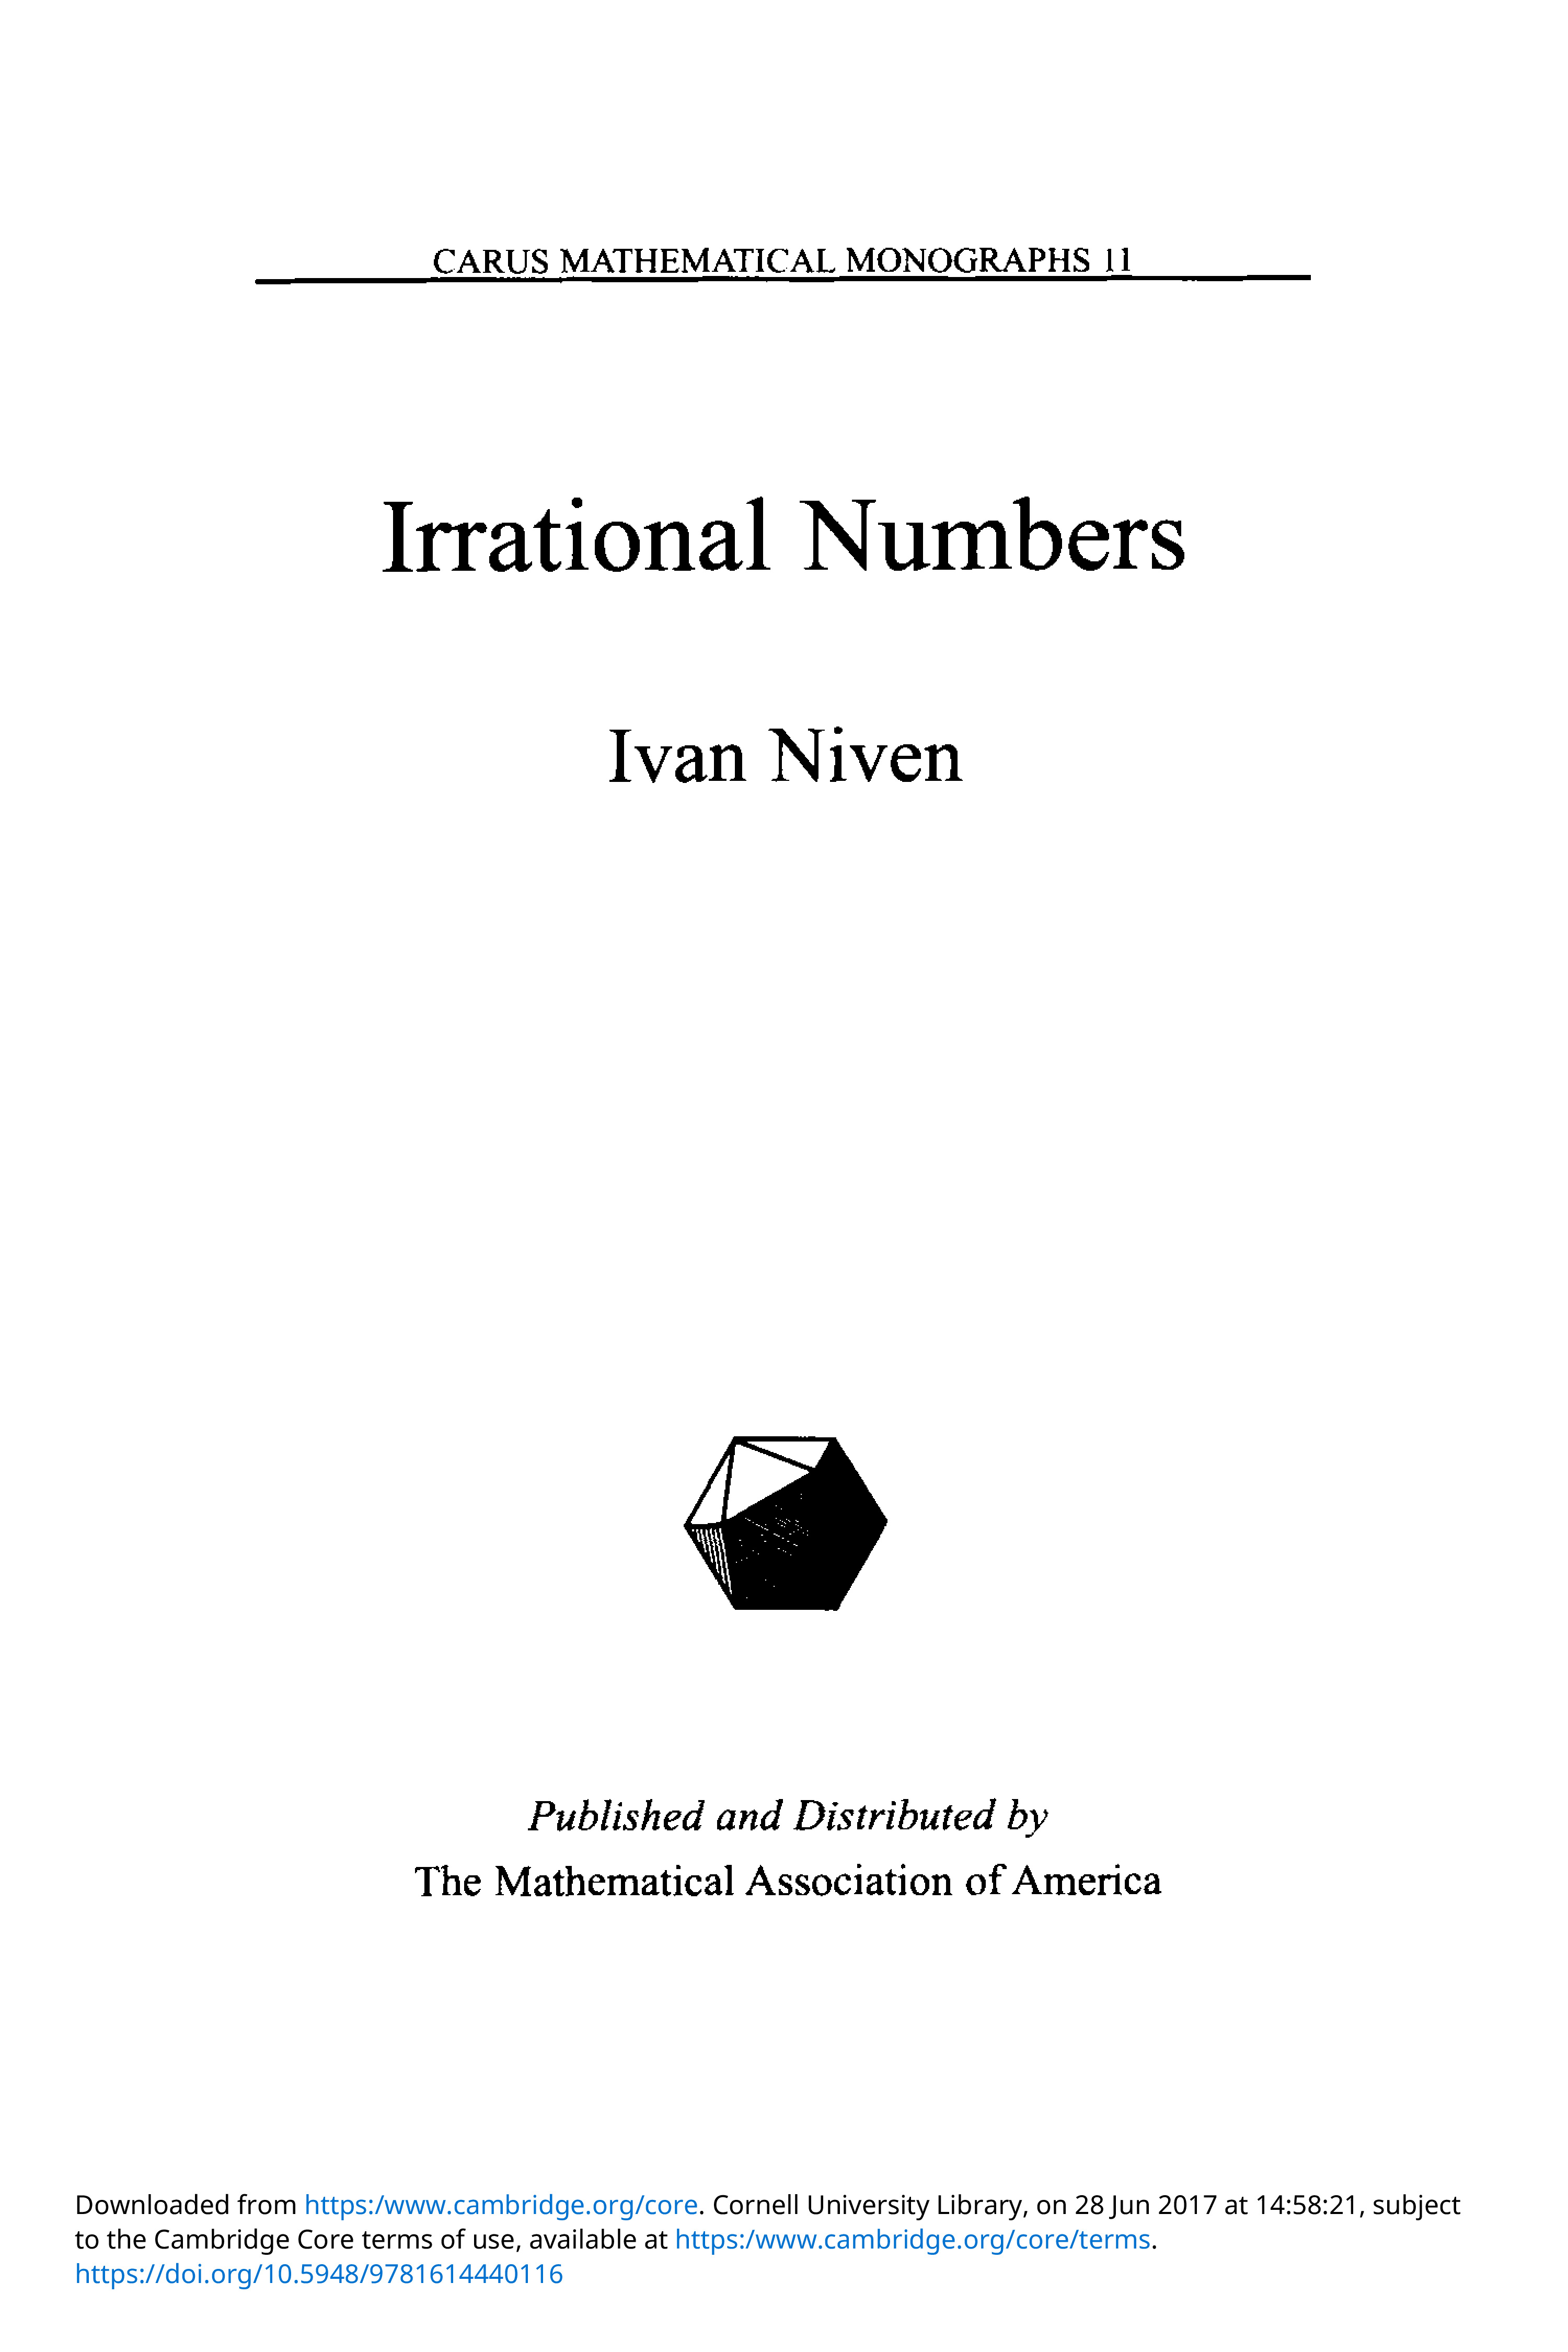 CARUS MATHEMATICAL MONOGRAPHS 11
Irrational Numbers
Ivan Niven
Published and Distributed by
The Mathematical Association of America
Downloaded from https:/www.cambridge.org/core. Cornell University Library, on 28 Jun 2017 at 14:58:21, subject
to the Cambridge Core terms of use, available at https:/www.cambridge.org/core/terms.
https://doi.org/10.5948/9781614440116